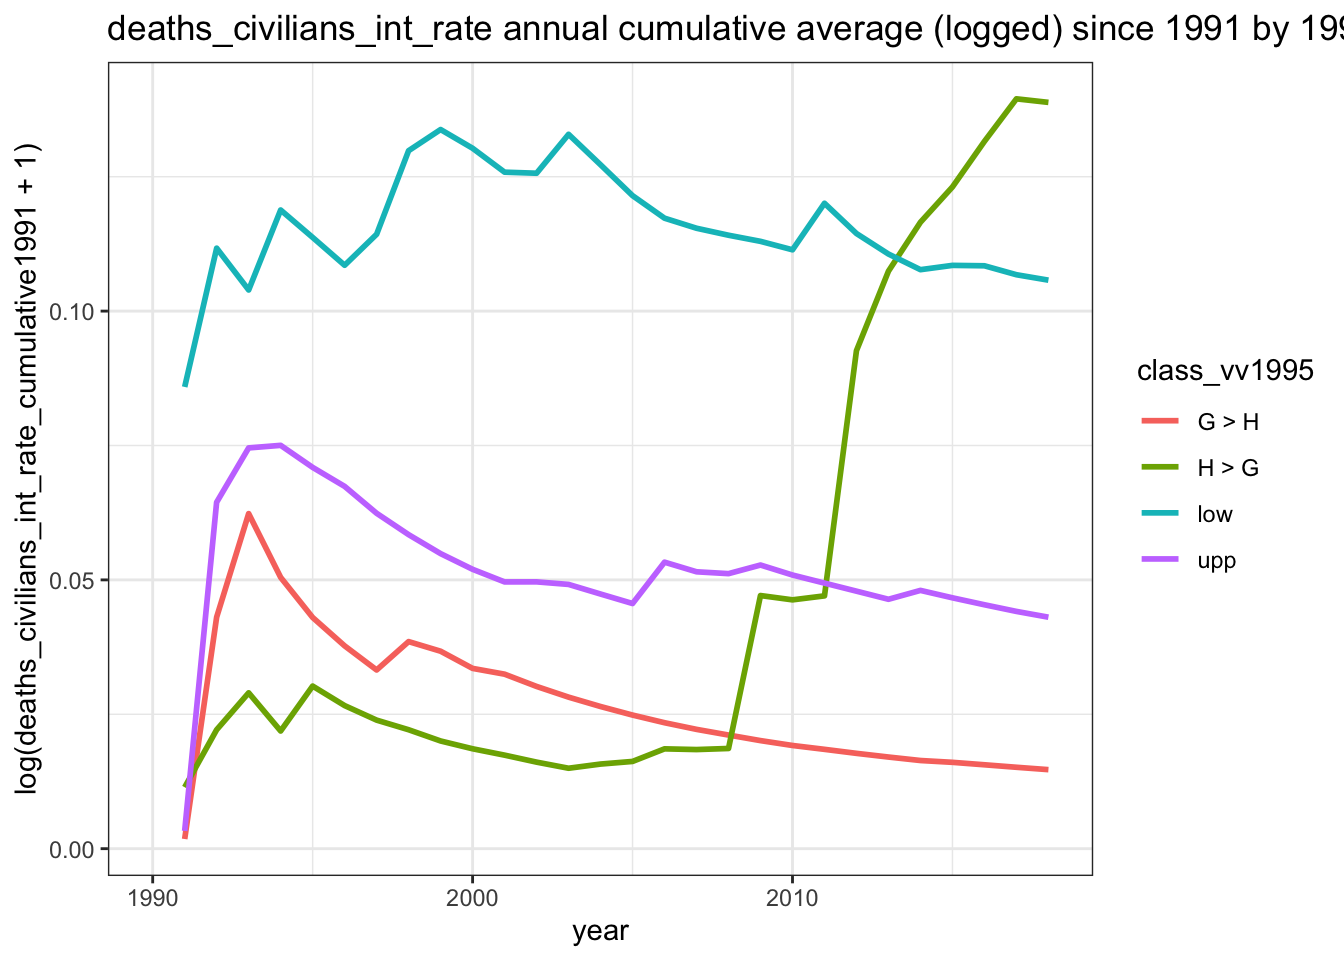 deaths_civilians_int_rate annual cumulative average (logged) since 1991 by 199
log(deaths_civilians_int_rate_cumulative1991 + 1)
0.10
0.05
0.00
1990
2000
2010
year
class_vv1995
G > H
H > G
low
upp